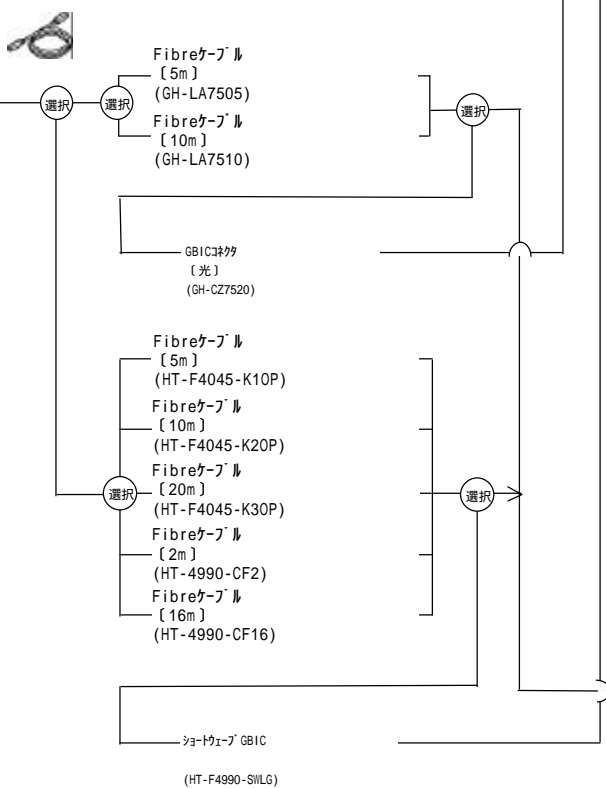 Fibreｹｰﾌﾞﾙ
〔5m〕
(GH-LA7505)
選択
選択
選択
Fibreｹｰﾌﾞﾙ
〔10m〕
(GH-LA7510)
GBICｺﾈｸﾀ
〔光〕
(GH-CZ7520)
Fibreｹｰﾌﾞﾙ
〔5m〕
(HT-F4045-K10P)
Fibreｹｰﾌﾞﾙ
〔10m〕
(HT-F4045-K20P)
Fibreｹｰﾌﾞﾙ
選択
〔20m〕
選択
(HT-F4045-K30P)
Fibreｹｰﾌﾞﾙ
〔2m〕
(HT-4990-CF2)
Fibreｹｰﾌﾞﾙ
〔16m〕
(HT-4990-CF16)
ｼｮｰﾄｳｪｰﾌﾞGBIC
(HT-F4990-SWLG)